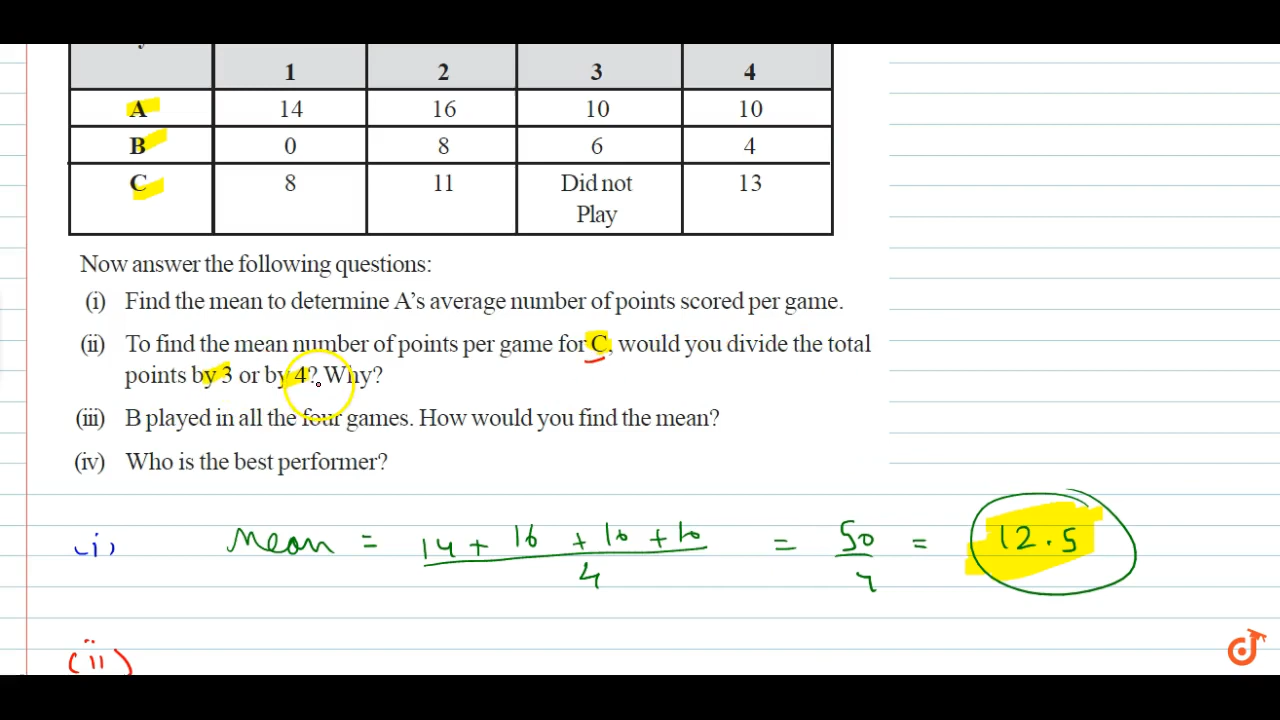 1 2 3 4
A 14 16 10 10
B 0 8 6 4
C 8 11 Did not 13
Play
Now answer the following questions:
(i) Find the mean to determine A's average number of points scored per game.
(ii) To find the mean number of points per game for C, would you divide the total
points by 3 or by 4? Why?
(iii) B played in all the four games. How would you find the mean?
(iv) Who is the best performer?
(i) Mean = 14 + 16 + 10 + 10 = 50 = 12.5
4 4
(ii)